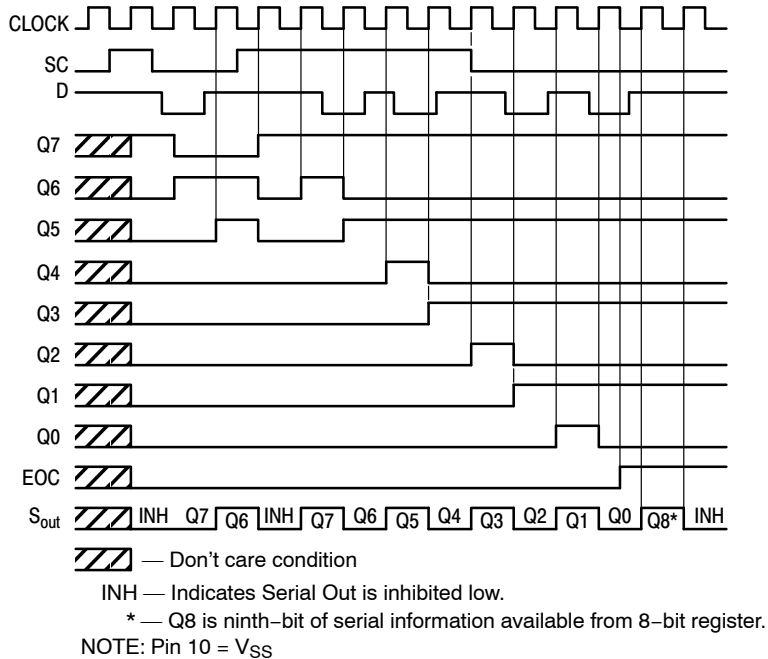 CLOCK
SC
D
Q7
Q6
Q5
Q4
Q3
Q2
Q1
Q0
EOC
Sout INH Q7 Q6 INH Q7 Q6 Q5 Q4 Q3 Q2 Q1 Q0 Q8* INH
— Don't care condition
INH — Indicates Serial Out is inhibited low.
* — Q8 is ninth−bit of serial information available from 8−bit register.
NOTE: Pin 10 = VSS